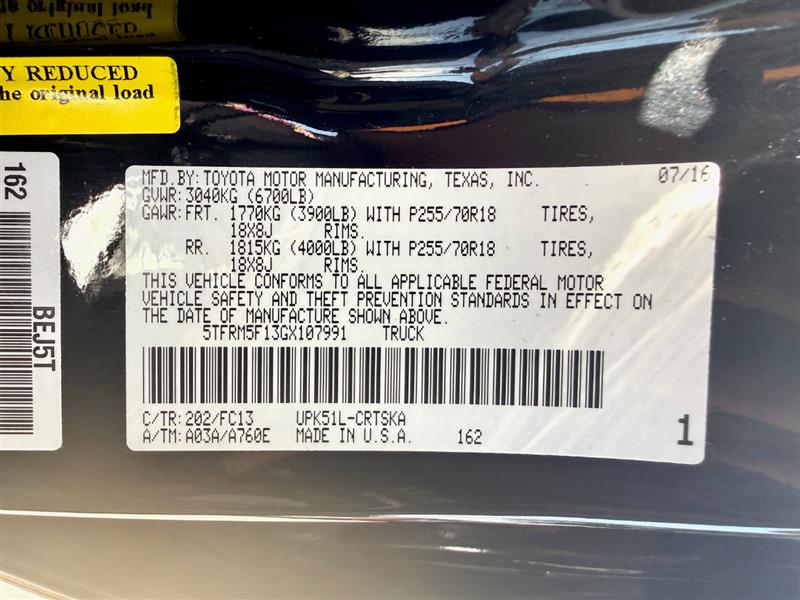 Y REDUCED
he original load
162
BEJ5T
MFD.BY:TOYOTA MOTOR MANUFACTURING, TEXAS, INC. 07/16
GVWR:3040KG (6700LB)
GAWR:FRT. 1770KG (3900LB) WITH P255/70R18 TIRES,
18X8J RIMS.
RR. 1815KG (4000LB) WITH P255/70R18 TIRES,
18X8J RIMS.
THIS VEHICLE CONFORMS TO ALL APPLICABLE FEDERAL MOTOR
VEHICLE SAFETY AND THEFT PREVENTION STANDARDS IN EFFECT ON
THE DATE OF MANUFACTURE SHOWN ABOVE.
5TFRM5F13GX107991 TRUCK
C/TR:202/FC13 UPK51L-CRTSKA
A/TM:A03A/A760E MADE IN U.S.A. 162
1